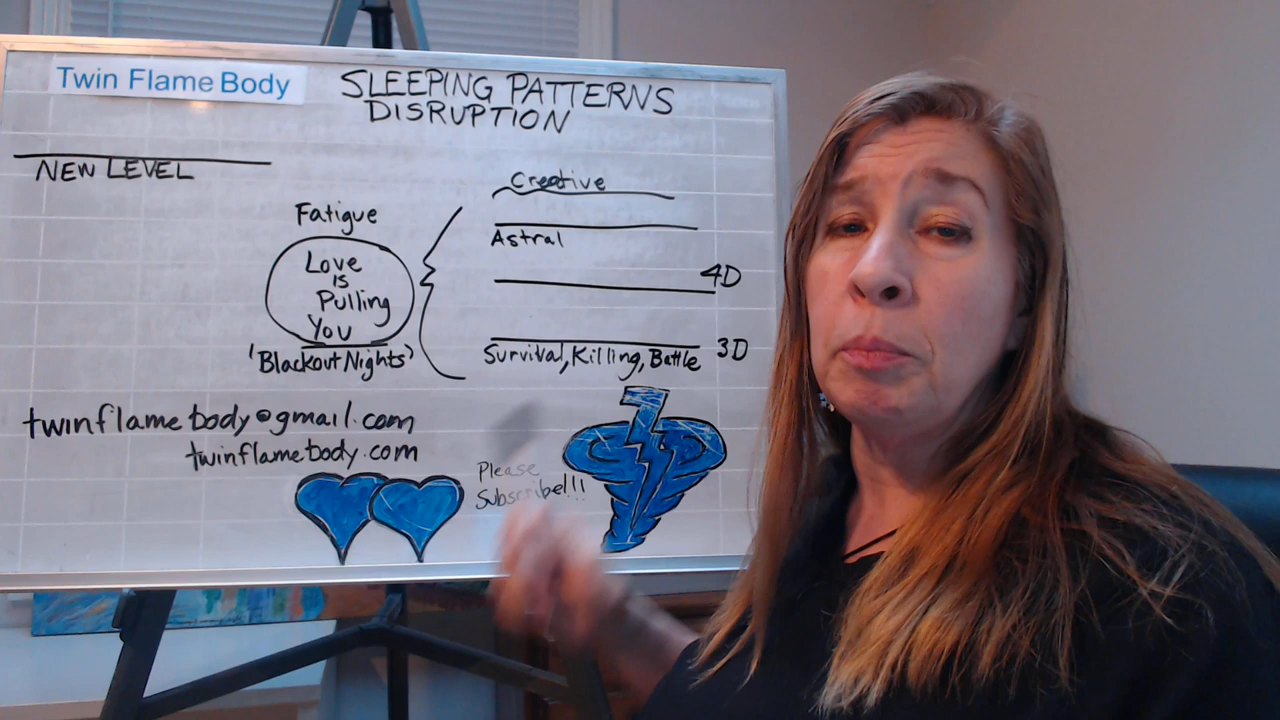 Twin Flame Body
SLEEPING PATTERNS
DISRUPTION
NEW LEVEL
Creative
Fatigue
Astral
Love
is
Pulling
You
4D
'Blackout Nights'
3D
Survival, Killing, Battle
twinflamebody@gmail.com
twinflamebody.com
Please
Subscribe!!!